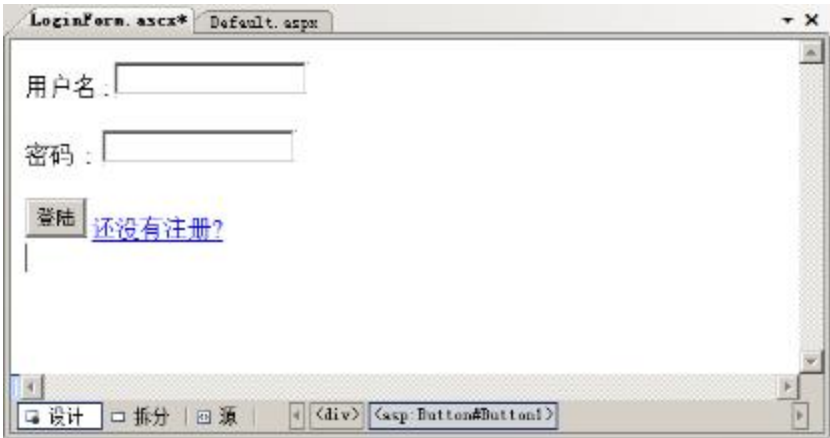 LoginForm.ascx* Default.aspx
用户名 :
密码 :
登陆 还没有注册?
设计 拆分 源 <div> <asp:Button#Button1>